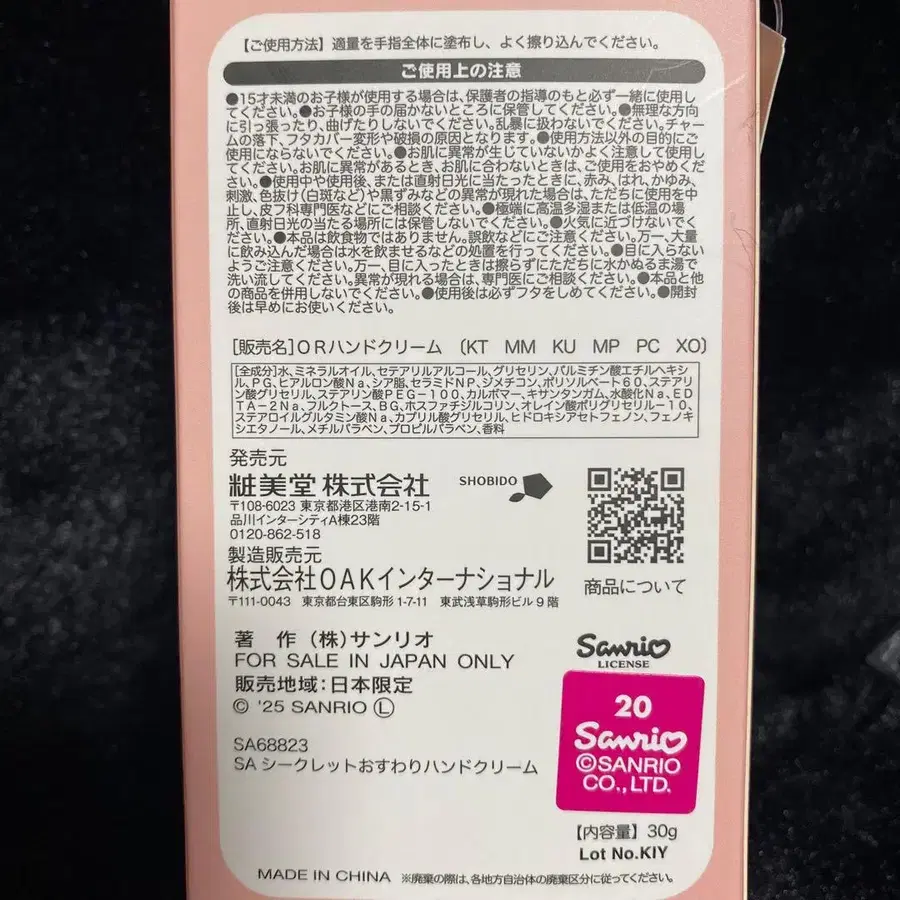 【ご使用方法】適量を手指全体に塗布し、よく擦り込んでください。
ご使用上の注意
●15才未満のお子様が使用する場合は、保護者の指導のもと必ず一緒に使用し
てください。●お子様の手の届かないところに保管してください。●無理な方向
に引っ張ったり、曲げたりしないでください。乱暴に扱わないでください。チャー
ムの落下、フタカバー変形や破損の原因となります。●使用方法以外の目的にご
使用にならないでください。●お肌に異常が生じていないかよく注意して使用し
てください。お肌に異常があるとき、お肌に合わないときは、ご使用をおやめくだ
さい。●使用中や使用後、または直射日光に当たったときに、赤み、はれ、かゆみ、
刺激、色抜け(白斑など)や黒ずみなどの異常が現れた場合は、ただちに使用を中
止し、皮フ科専門医などにご相談ください。●極端に高温多湿または低温の場
所、直射日光の当たる場所には保管しないでください。●火気に近づけないでく
ださい。●本品は飲食物ではありません。誤飲などにご注意ください。万一、大量
に飲み込んだ場合は水を飲ませるなどの処置を行ってください。●目に入らない
ようご注意ください。万一、目に入ったときは擦らずにただちに水かぬるま湯で
洗い流してください。異常が現れる場合は、専門医にご相談ください。●本品と他
の商品を併用しないでください。●使用後は必ずフタをしめてください。●開封
後は早めにお使いください。
[販売名]ORハンドクリーム (KT MM KU MP PC XO)
[全成分]水、ミネラルオイル、セテアリルアルコール、グリセリン、パルミチン酸エチルヘキシ
ル、PG、ヒアルロン酸Na、シア脂、セラミドNP、ジメチコン、ポリソルベート60、ステアリ
ン酸グリセリル、ステアリン酸PEG-100、カルボマー、キサンタンガム、水酸化Na、ED
TA-2Na、フルクトース、BG、ホスファチジルコリン、オレイン酸ポリグリセリル-10、
ステアロイルグルタミン酸Na、カプリル酸グリセリル、ヒドロキシアセトフェノン、フェノキ
シエタノール、メチルパラベン、プロピルパラベン、香料
発売元
粧美堂 株式会社 SHOBIDO
〒108-6023 東京都港区港南2-15-1
品川インターシティA棟23階
0120-862-518
製造販売元
株式会社OAKインターナショナル
〒111-0043 東京都台東区駒形 1-7-11 東武浅草駒形ビル 9 階
商品について
著 作 (株)サンリオ
FOR SALE IN JAPAN ONLY
販売地域:日本限定
© '25 SANRIO Ⓛ
Sanrio
LICENSE
20
Sanrio
©SANRIO
CO., LTD.
SA68823
SA シークレットおすわりハンドクリーム
【内容量】 30g
Lot No.KIY
MADE IN CHINA ※廃棄の際は、各地方自治体の廃棄区分に従ってください。